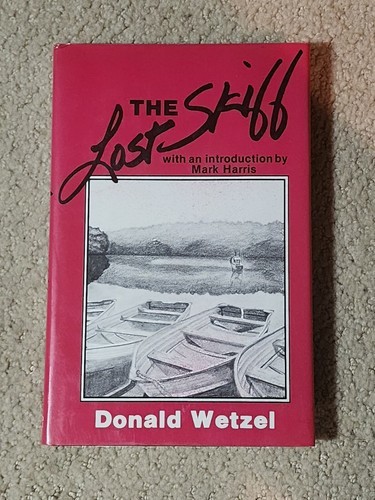 THE
Lost Skiff
with an introduction by
Mark Harris
Donald Wetzel